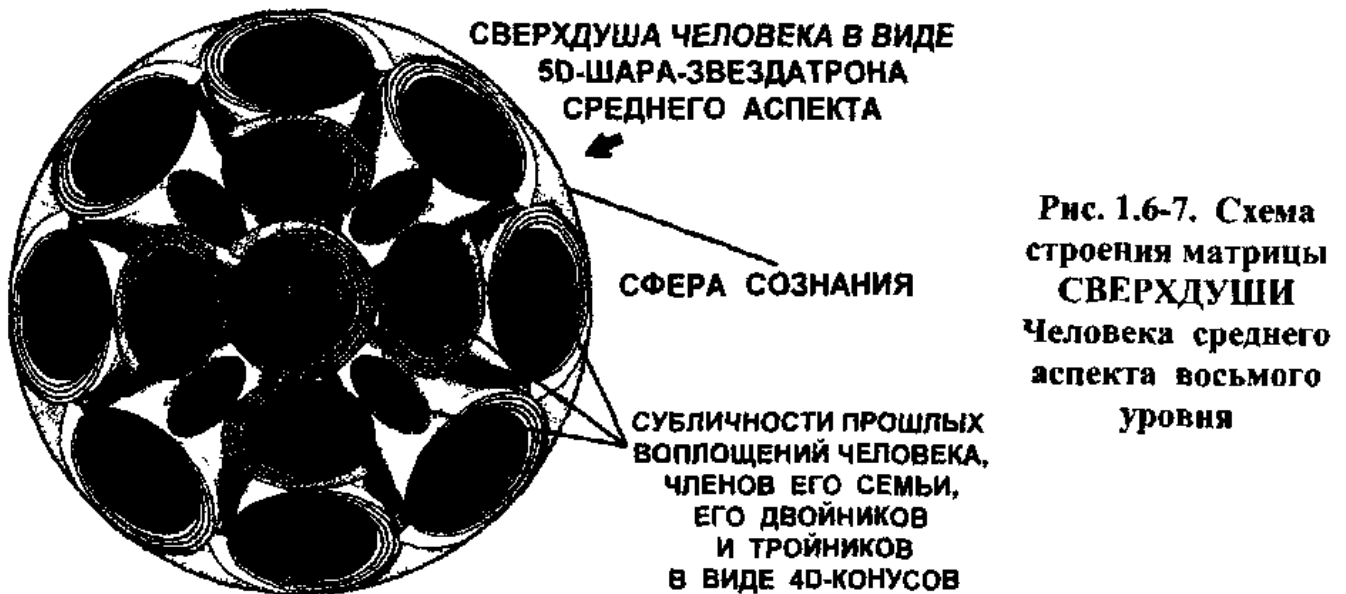 СВЕРХДУША ЧЕЛОВЕКА В ВИДЕ
5D-ШАРА-ЗВЕЗДАТРОНА
СРЕДНЕГО АСПЕКТА
СФЕРА СОЗНАНИЯ
СУБЛИЧНОСТИ ПРОШЛЫХ
ВОПЛОЩЕНИЙ ЧЕЛОВЕКА,
ЧЛЕНОВ ЕГО СЕМЬИ,
ЕГО ДВОЙНИКОВ
И ТРОЙНИКОВ
В ВИДЕ 4D-КОНУСОВ
Рис. 1.6-7. Схема
строения матрицы
СВЕРХДУШИ
Человека среднего
аспекта восьмого
уровня